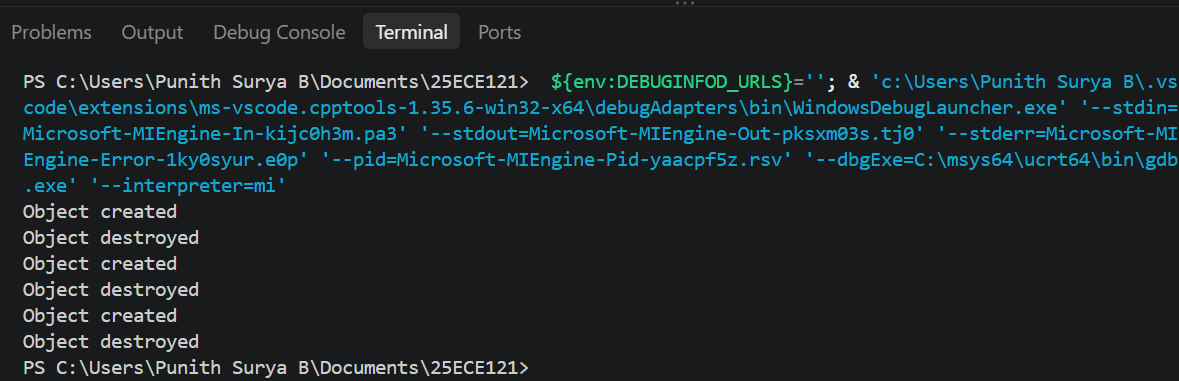 Problems Output Debug Console Terminal Ports
PS C:\Users\Punith Surya B\Documents\25ECE121>  ${env:DEBUGINFOD_URLS}=''; & 'c:\Users\Punith Surya B\.vs
code\extensions\ms-vscode.cpptools-1.35.6-win32-x64\debugAdapters\bin\WindowsDebugLauncher.exe' '--stdin=
Microsoft-MIEngine-In-kijc0h3m.pa3' '--stdout=Microsoft-MIEngine-Out-pksxm03s.tj0' '--stderr=Microsoft-MI
Engine-Error-1ky0syur.e0p' '--pid=Microsoft-MIEngine-Pid-yaacpf5z.rsv' '--dbgExe=C:\msys64\ucrt64\bin\gdb
.exe' '--interpreter=mi'
Object created
Object destroyed
Object created
Object destroyed
Object created
Object destroyed
PS C:\Users\Punith Surya B\Documents\25ECE121>